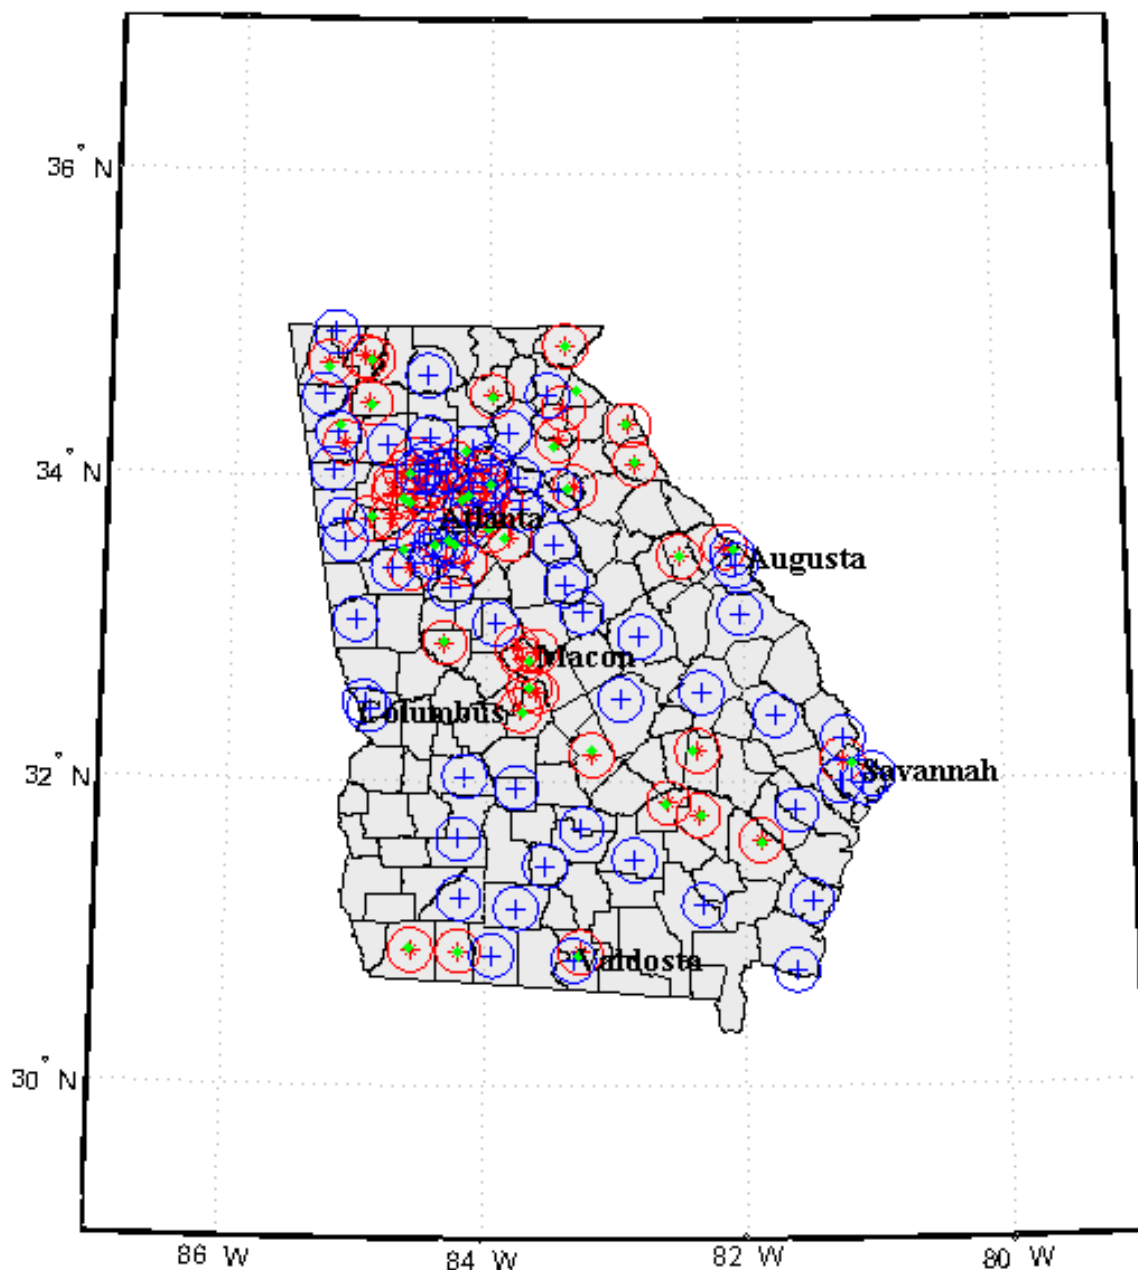 36° N
34° N
Atlanta
Augusta
Macon
Columbus
32° N
Savannah
Valdosta
30° N
86 W
84 W
82 W
80 W